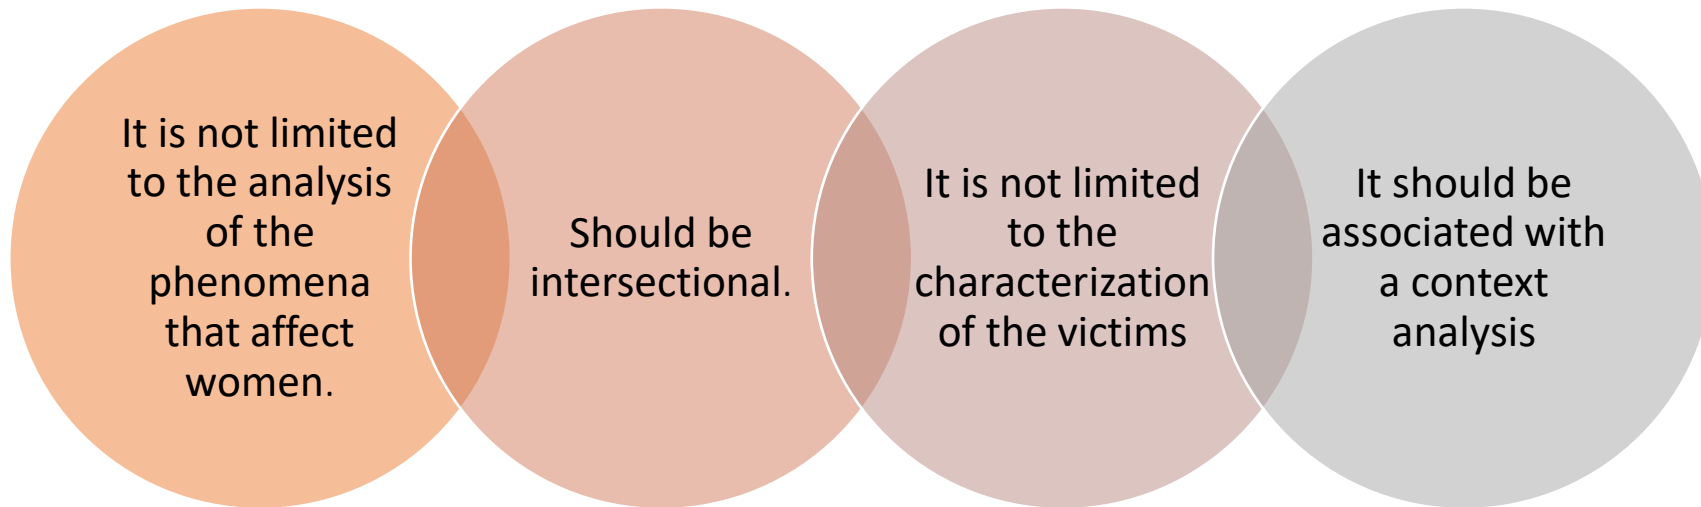 It is not limited
to the analysis
of the
phenomena
that affect
women.
Should be
intersectional.
It is not limited
to the
characterization
of the victims
It should be
associated with
a context
analysis